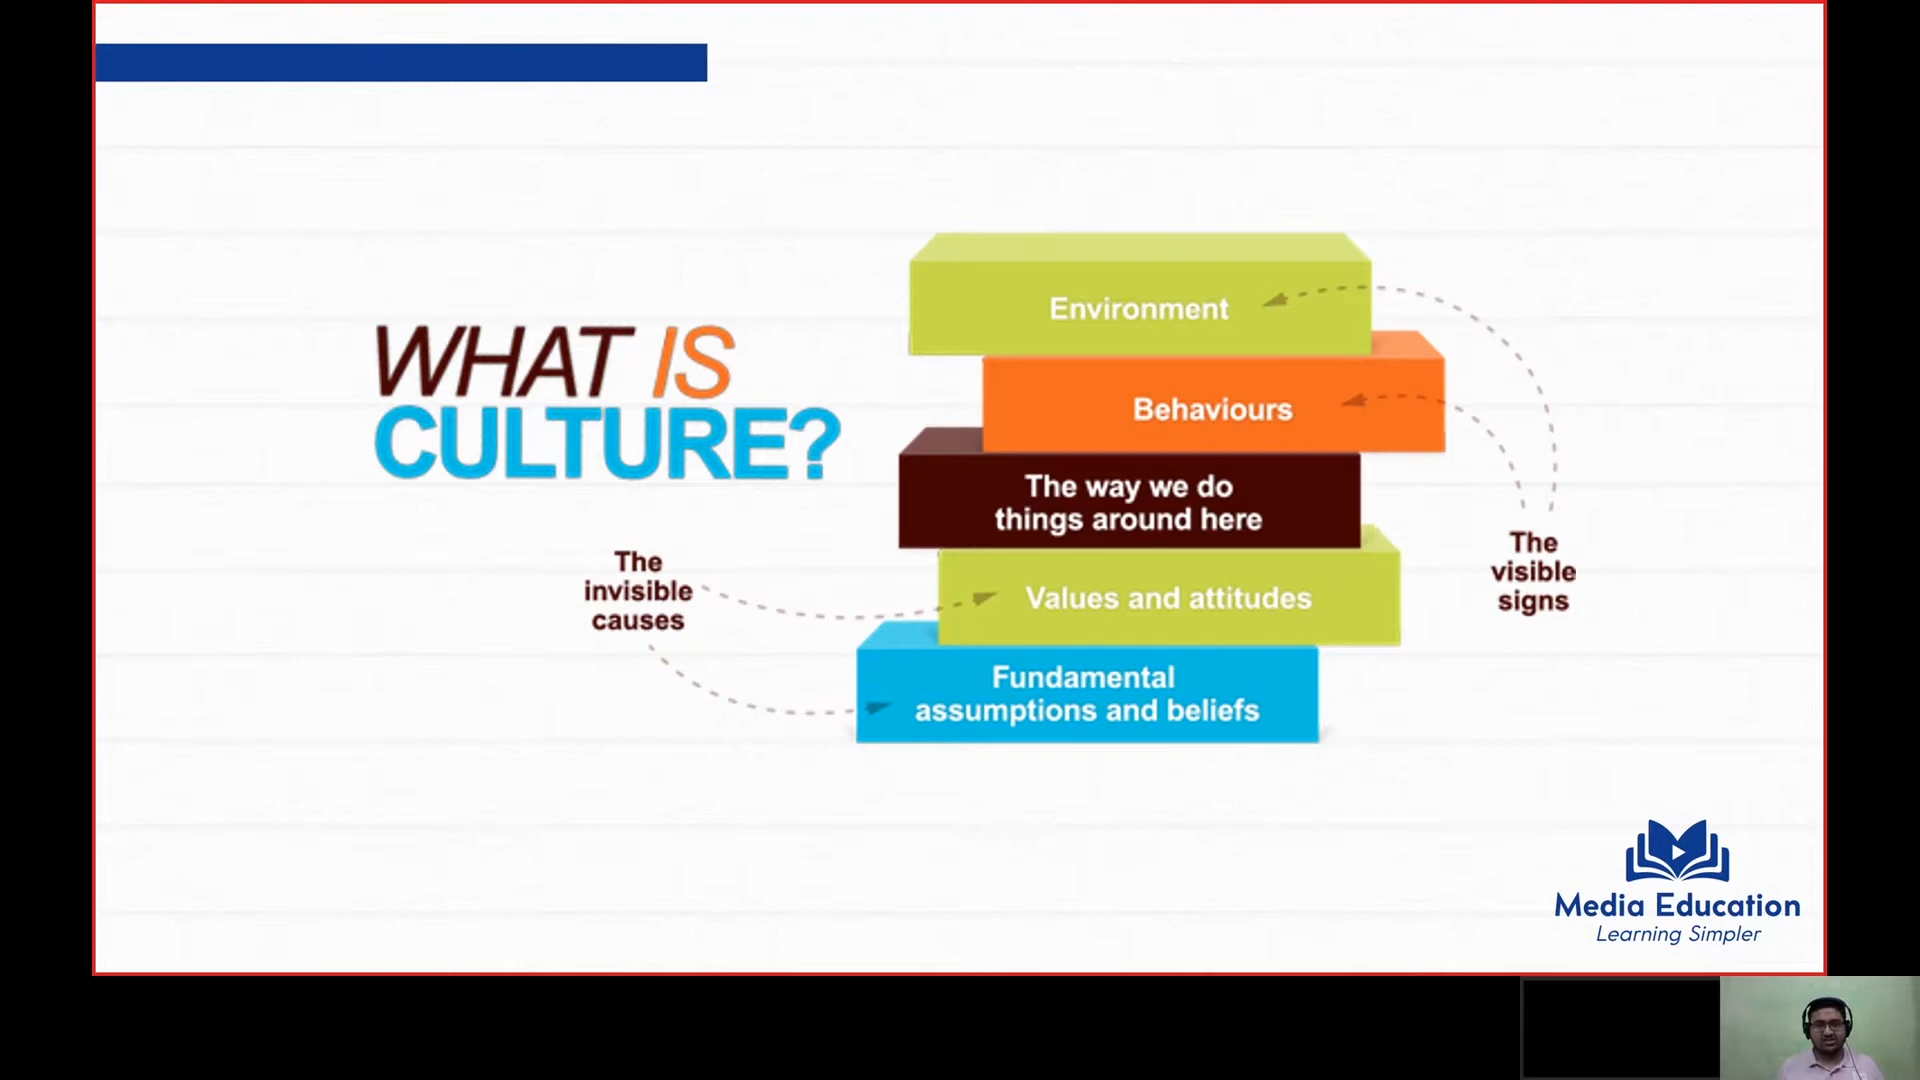 WHAT IS
CULTURE?
Environment
Behaviours
The way we do
things around here
Values and attitudes
Fundamental
assumptions and beliefs
The
invisible
causes
The
visible
signs
Media Education
Learning Simpler